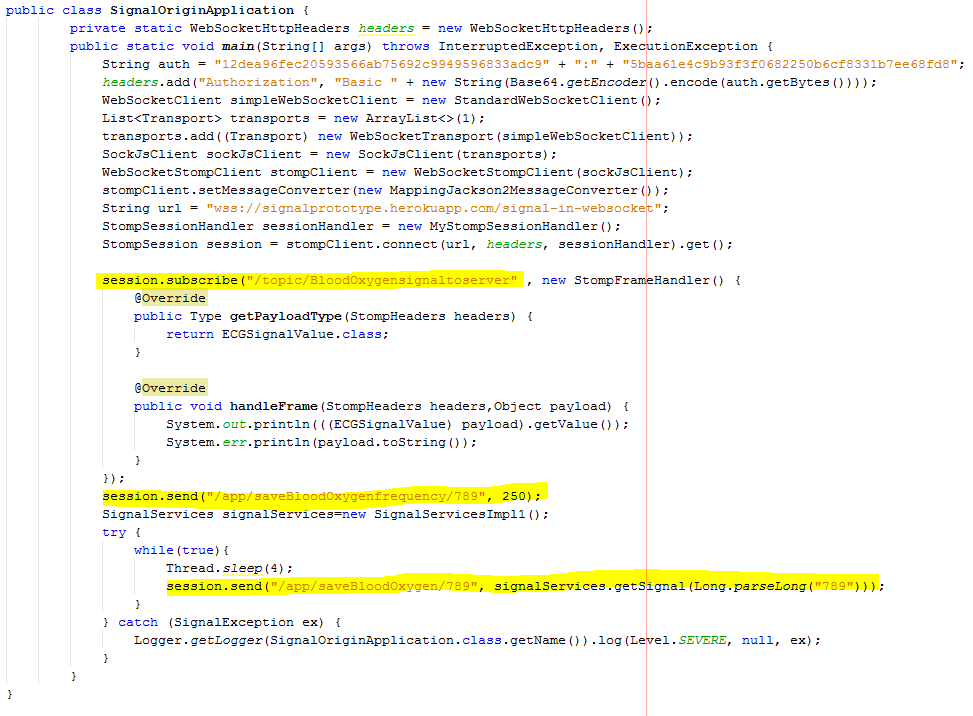 public class SignalOriginApplication {
private static WebSocketHttpHeaders headers = new WebSocketHttpHeaders();
public static void main(String[] args) throws InterruptedException, ExecutionException {
String auth = "12dea96fec20593566ab75692c9949596833adc9" + ":" + "5baa61e4c9b93f3f0682250b6cf8331b7ee68fd8";
headers.add("Authorization", "Basic " + new String(Base64.getEncoder().encode(auth.getBytes())));
WebSocketClient simpleWebSocketClient = new StandardWebSocketClient();
List<Transport> transports = new ArrayList<>(1);
transports.add((Transport) new WebSocketTransport(simpleWebSocketClient));
SockJsClient sockJsClient = new SockJsClient(transports);
WebSocketStompClient stompClient = new WebSocketStompClient(sockJsClient);
stompClient.setMessageConverter(new MappingJackson2MessageConverter());
String url = "wss://signalprototype.herokuapp.com/signal-in-websocket";
StompSessionHandler sessionHandler = new MyStompSessionHandler();
StompSession session = stompClient.connect(url, headers, sessionHandler).get();
session.subscribe("/topic/BloodOxygensignaltoserver" , new StompFrameHandler() {
@Override
public Type getPayloadType(StompHeaders headers) {
return ECGSignalValue.class;
}
@Override
public void handleFrame(StompHeaders headers,Object payload) {
System.out.println(((ECGSignalValue) payload).getValue());
System.err.println(payload.toString());
}
});
session.send("/app/saveBloodOxygenfrequency/789", 250);
SignalServices signalServices=new SignalServicesImpl1();
try {
while(true){
Thread.sleep(4);
session.send("/app/saveBloodOxygen/789", signalServices.getSignal(Long.parseLong("789")));
}
} catch (SignalException ex) {
Logger.getLogger(SignalOriginApplication.class.getName()).log(Level.SEVERE, null, ex);
}
}
}